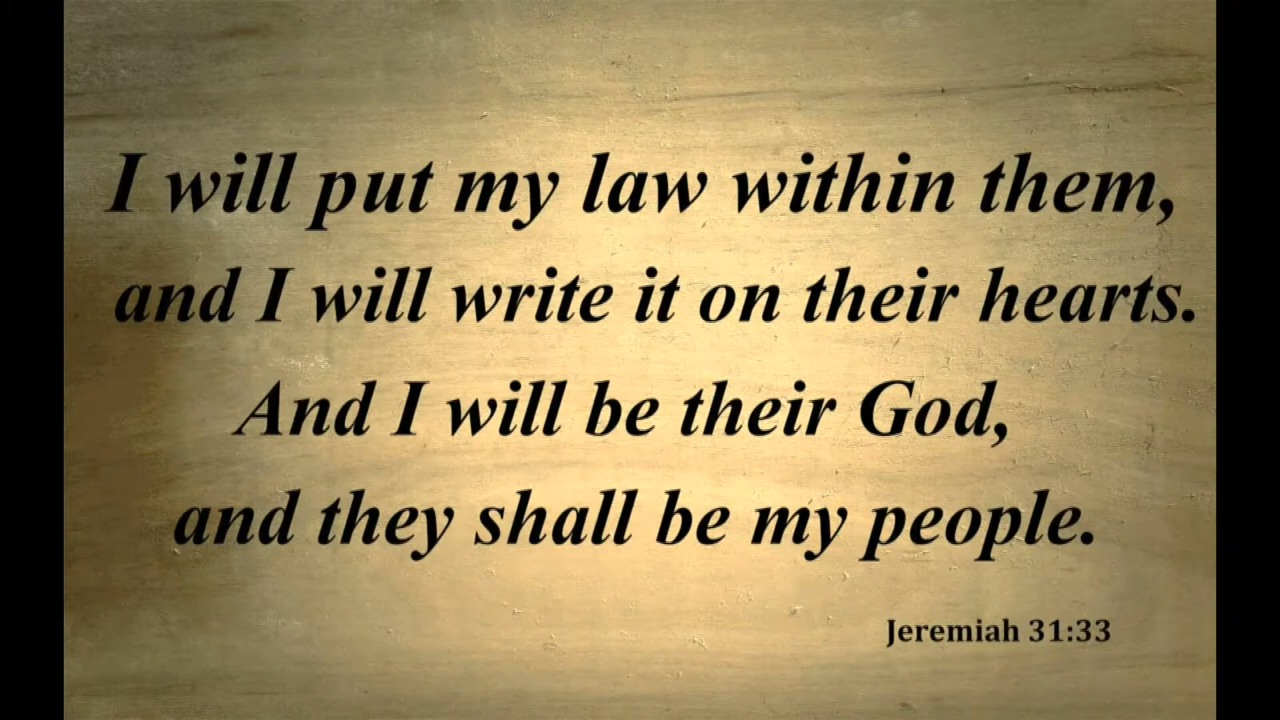 I will put my law within them,
and I will write it on their hearts.
And I will be their God,
and they shall be my people.
Jeremiah 31:33